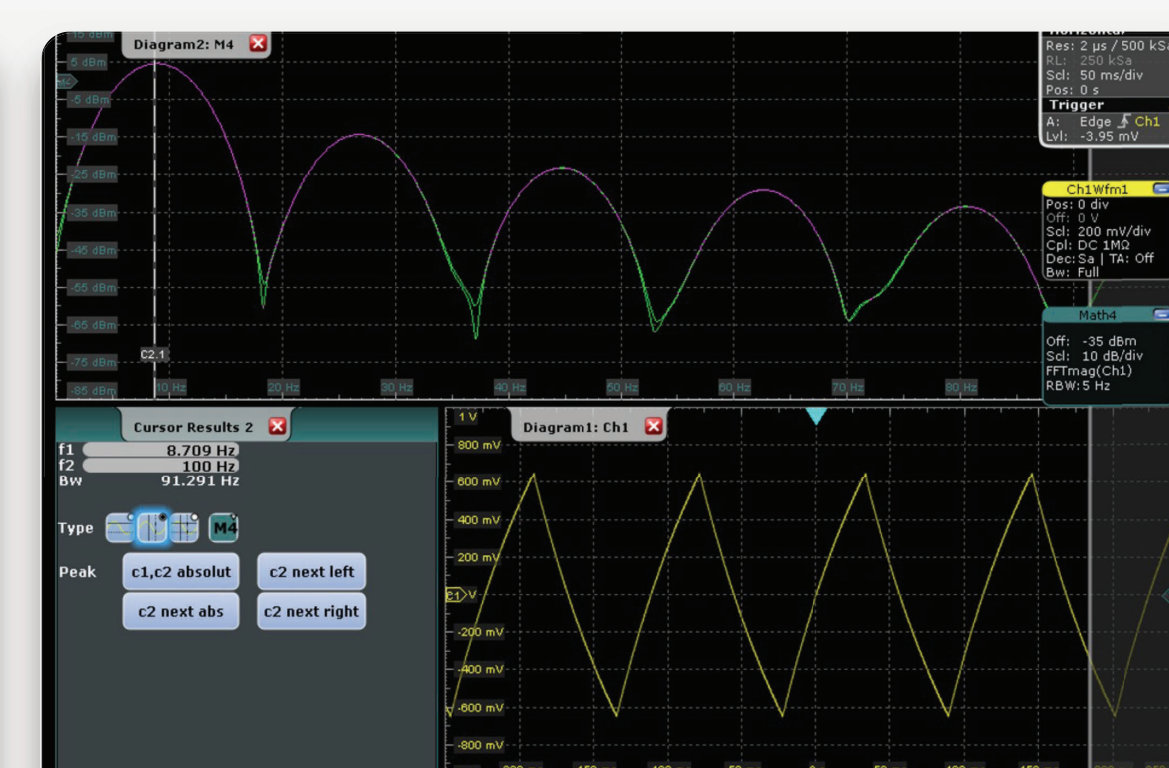 15 dBm
Diagram2: M4
5 dBm
-5 dBm
-15 dBm
-25 dBm
-35 dBm
-45 dBm
-55 dBm
-65 dBm
-75 dBm
-85 dBm
C2.1
10 Hz
20 Hz
30 Hz
40 Hz
50 Hz
60 Hz
70 Hz
80 Hz
Horizontal
Res: 2 µs / 500 kSa
RL: 250 kSa
Scl: 50 ms/div
Pos: 0 s
Trigger
A: Edge Ch1
Lvl: -3.95 mV
Ch1Wfm1
Pos: 0 div
Off: 0 V
Scl: 200 mV/div
Cpl: DC 1MΩ
Dec: Sa | TA: Off
Bw: Full
Math4
Off: -35 dBm
Scl: 10 dB/div
FFTmag(Ch1)
RBW: 5 Hz
Cursor Results 2
f1 8.709 Hz
f2 100 Hz
Bw 91.291 Hz
Type M4
Peak c1,c2 absolut c2 next left
c2 next abs c2 next right
Diagram1: Ch1
1 V
800 mV
600 mV
400 mV
200 mV
C1 V
-200 mV
-400 mV
-600 mV
-800 mV